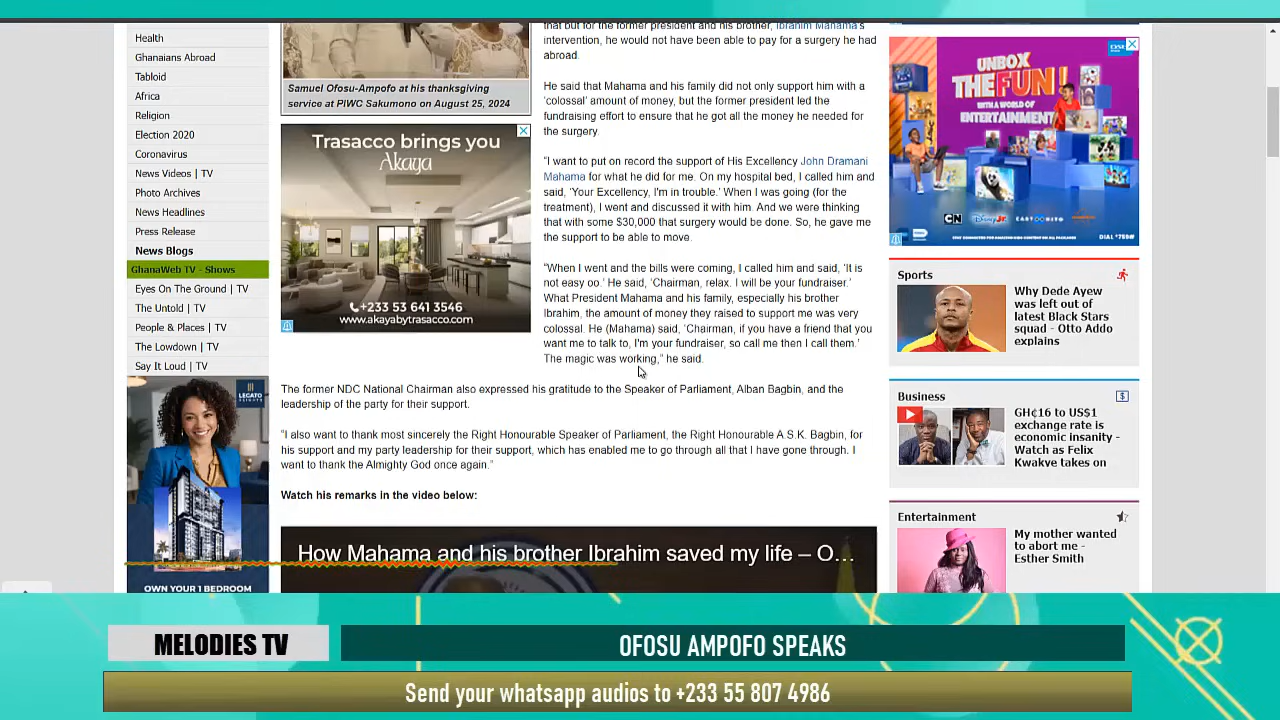 Health
Ghanaians Abroad
Tabloid
Africa
Religion
Election 2020
Coronavirus
News Videos | TV
Photo Archives
News Headlines
Press Release
News Blogs
GhanaWeb TV - Shows
Eyes On The Ground | TV
The Untold | TV
People & Places | TV
The Lowdown | TV
Say It Loud | TV
LEGATO
OWN YOUR 1 BEDROOM
Samuel Ofosu-Ampofo at his thanksgiving
service at PIWC Sakumono on August 25, 2024
Trasacco brings you
Akaya
+233 53 641 3546
www.akayabytrasacco.com
that but for the former president and his brother, Ibrahim Mahama's
intervention, he would not have been able to pay for a surgery he had
abroad.
He said that Mahama and his family did not only support him with a
'colossal' amount of money, but the former president led the
fundraising effort to ensure that he got all the money he needed for
the surgery.
“I want to put on record the support of His Excellency John Dramani
Mahama for what he did for me. On my hospital bed, I called him and
said, 'Your Excellency, I'm in trouble.' When I was going (for the
treatment), I went and discussed it with him. And we were thinking
that with some $30,000 that surgery would be done. So, he gave me
the support to be able to move.
“When I went and the bills were coming, I called him and said, 'It is
not easy oo.' He said, 'Chairman, relax. I will be your fundraiser.'
What President Mahama and his family, especially his brother
Ibrahim, the amount of money they raised to support me was very
colossal. He (Mahama) said, 'Chairman, if you have a friend that you
want me to talk to, I'm your fundraiser, so call me then I call them.'
The magic was working,” he said.
The former NDC National Chairman also expressed his gratitude to the Speaker of Parliament, Alban Bagbin, and the
leadership of the party for their support.
“I also want to thank most sincerely the Right Honourable Speaker of Parliament, the Right Honourable A.S.K. Bagbin, for
his support and my party leadership for their support, which has enabled me to go through all that I have gone through. I
want to thank the Almighty God once again.”
Watch his remarks in the video below:
How Mahama and his brother Ibrahim saved my life – O...
UNBOX
THE FUN!
WITH A WORLD OF
ENTERTAINMENT
CN
Disney Jr.
DIAL *759#
Sports
Why Dede Ayew
was left out of
latest Black Stars
squad - Otto Addo
explains
Business
GH¢16 to US$1
exchange rate is
economic insanity -
Watch as Felix
Kwakye takes on
Entertainment
My mother wanted
to abort me -
Esther Smith
MELODIES TV
OFOSU AMPOFO SPEAKS
Send your whatsapp audios to +233 55 807 4986